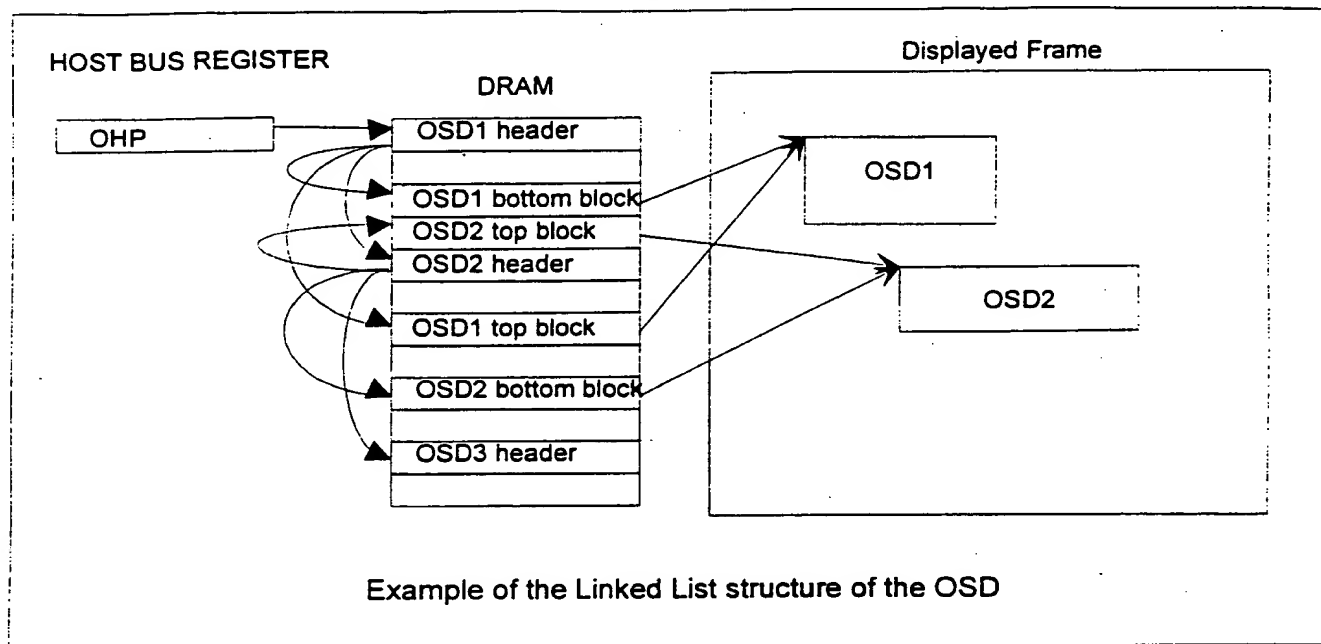 HOST BUS REGISTER
Displayed Frame
DRAM
OHP
OSD1 header
OSD1 bottom block
OSD2 top block
OSD2 header
OSD1 top block
OSD2 bottom block
OSD3 header
OSD1
OSD2
Example of the Linked List structure of the OSD